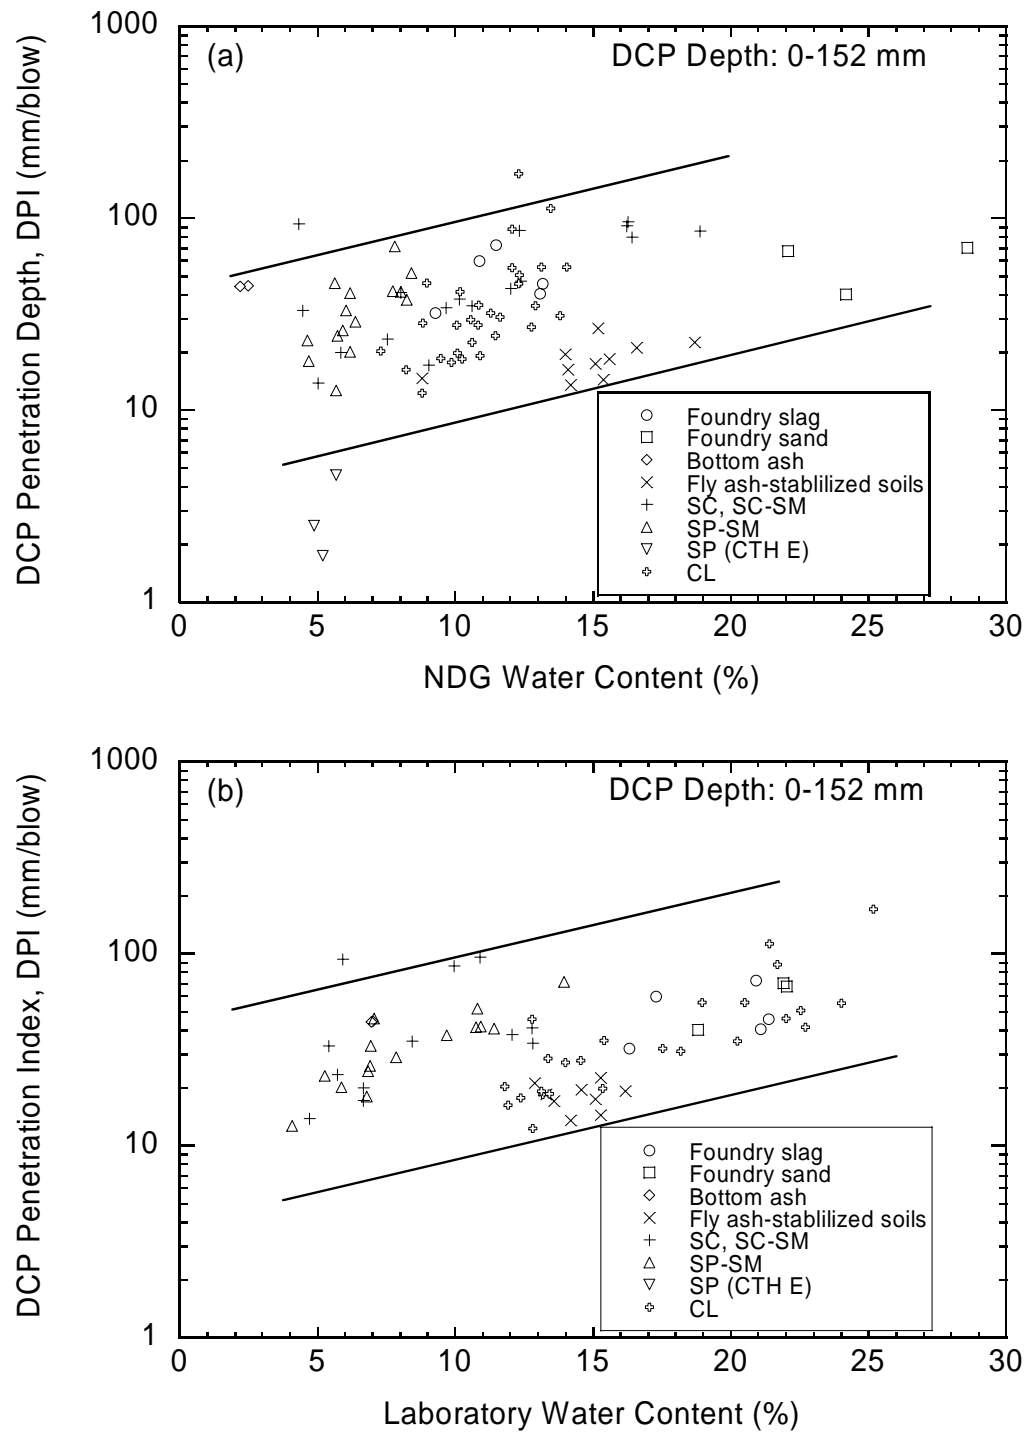 1000
(a) DCP Depth: 0-152 mm
DCP Penetration Depth, DPI (mm/blow)
100
10
Foundry slag
Foundry sand
Bottom ash
Fly ash-stablilized soils
SC, SC-SM
SP-SM
SP (CTH E)
CL
1
0 5 10 15 20 25 30
NDG Water Content (%)
1000
(b) DCP Depth: 0-152 mm
DCP Penetration Index, DPI (mm/blow)
100
10
Foundry slag
Foundry sand
Bottom ash
Fly ash-stablilized soils
SC, SC-SM
SP-SM
SP (CTH E)
CL
1
0 5 10 15 20 25 30
Laboratory Water Content (%)